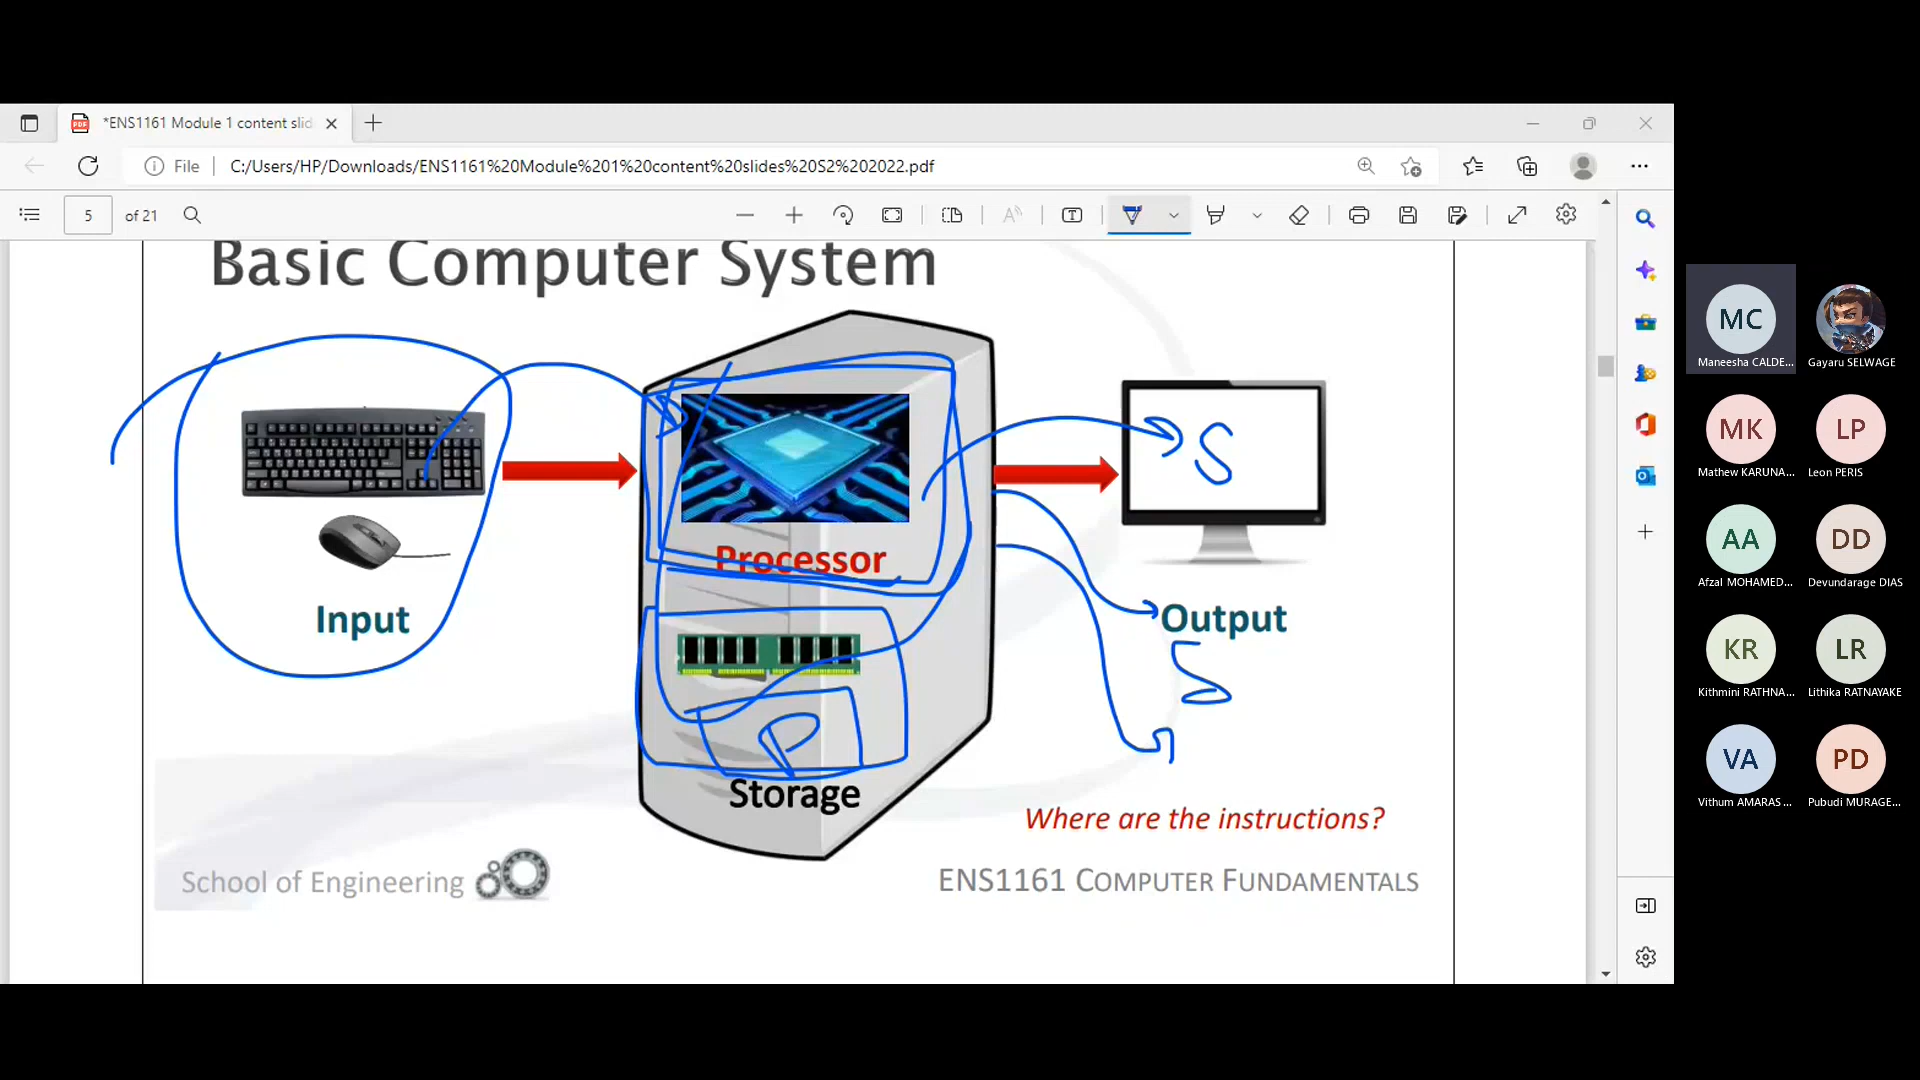 *ENS1161 Module 1 content slid
File
C:/Users/HP/Downloads/ENS1161%20Module%201%20content%20slides%20S2%202022.pdf
5 of 21
Basic Computer System
S
Processor
Input
Output
P
Storage
Where are the instructions?
School of Engineering
ENS1161 COMPUTER FUNDAMENTALS
MC
Maneesha CALDE...
Gayaru SELWAGE
MK
LP
Mathew KARUNA...
Leon PERIS
AA
DD
Afzal MOHAMED...
Devundarage DIAS
KR
LR
Kithmini RATHNA...
Lithika RATNAYAKE
VA
PD
Vithum AMARAS...
Pubudi MURAGE...